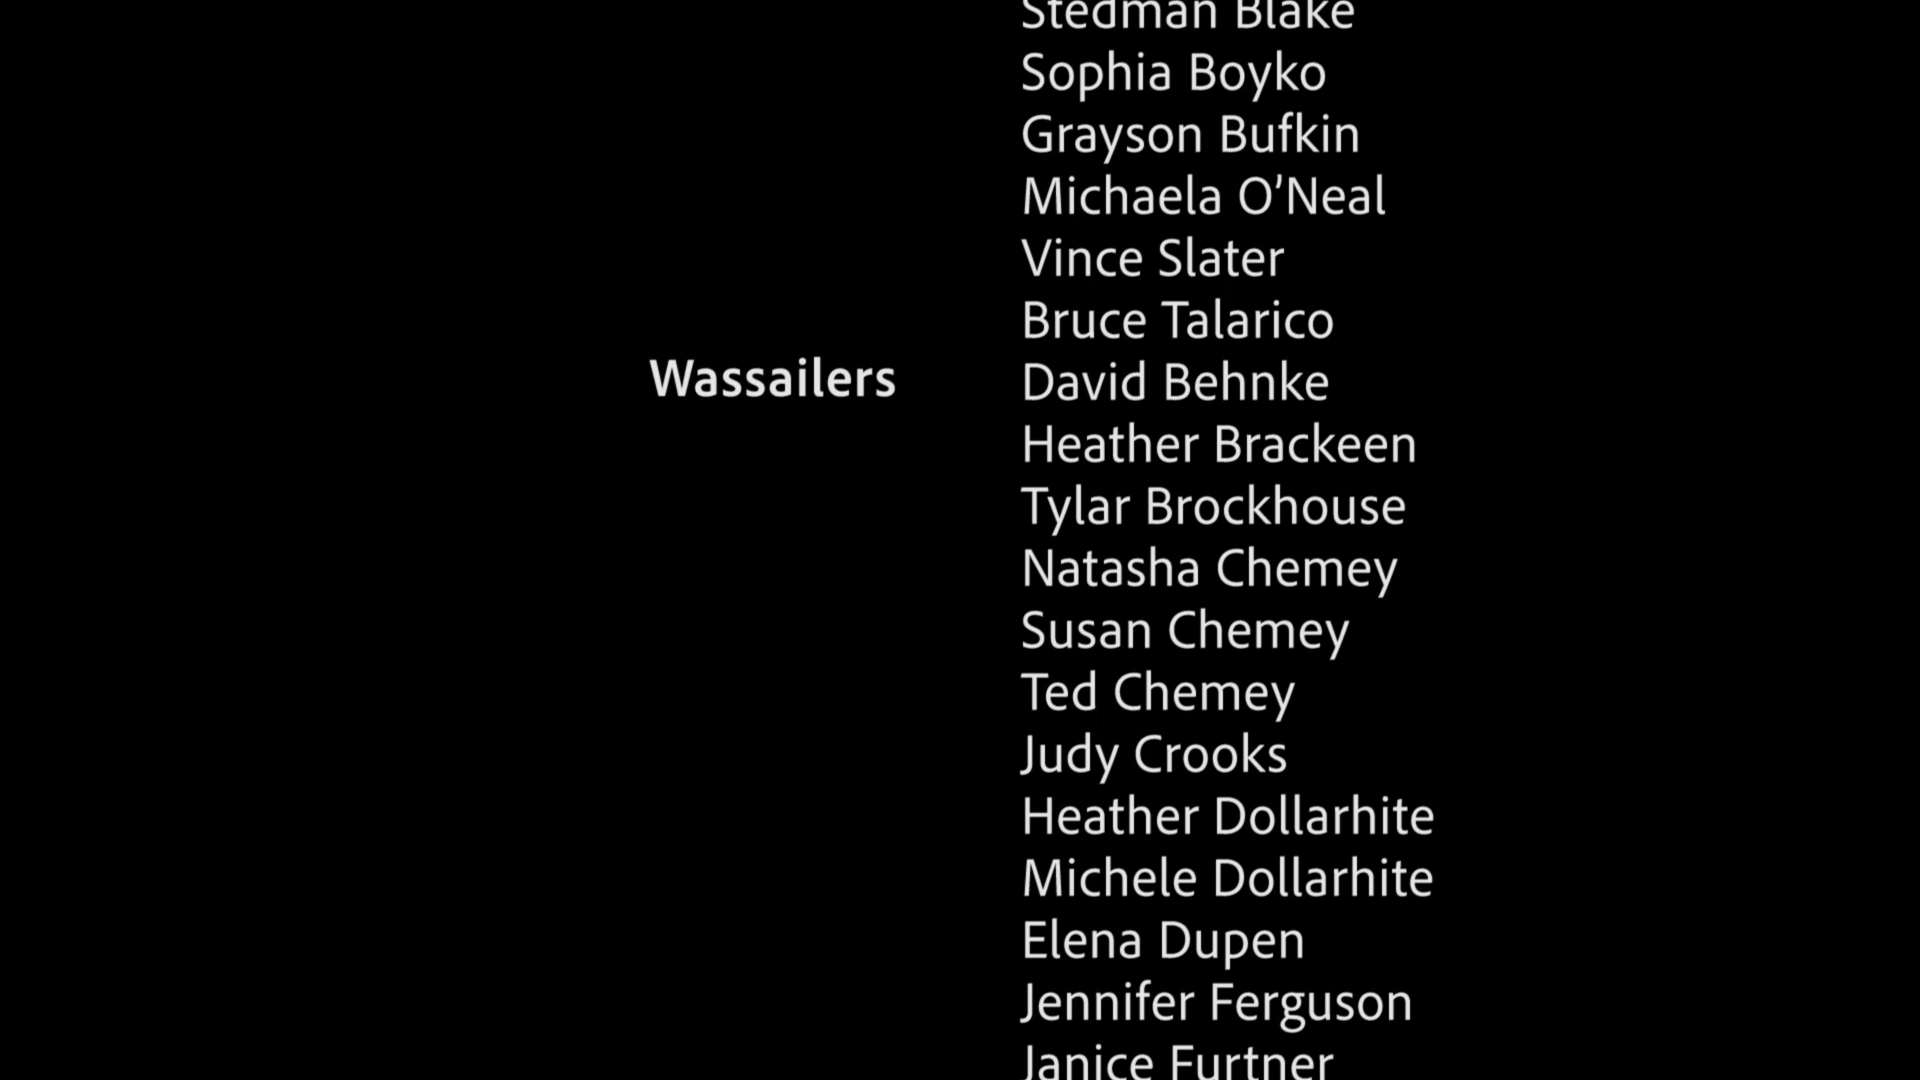 Stedman Blake
Sophia Boyko
Grayson Bufkin
Michaela O’Neal
Vince Slater
Bruce Talarico
Wassailers David Behnke
Heather Brackeen
Tylar Brockhouse
Natasha Chemey
Susan Chemey
Ted Chemey
Judy Crooks
Heather Dollarhite
Michele Dollarhite
Elena Dupen
Jennifer Ferguson
Janice Furtner